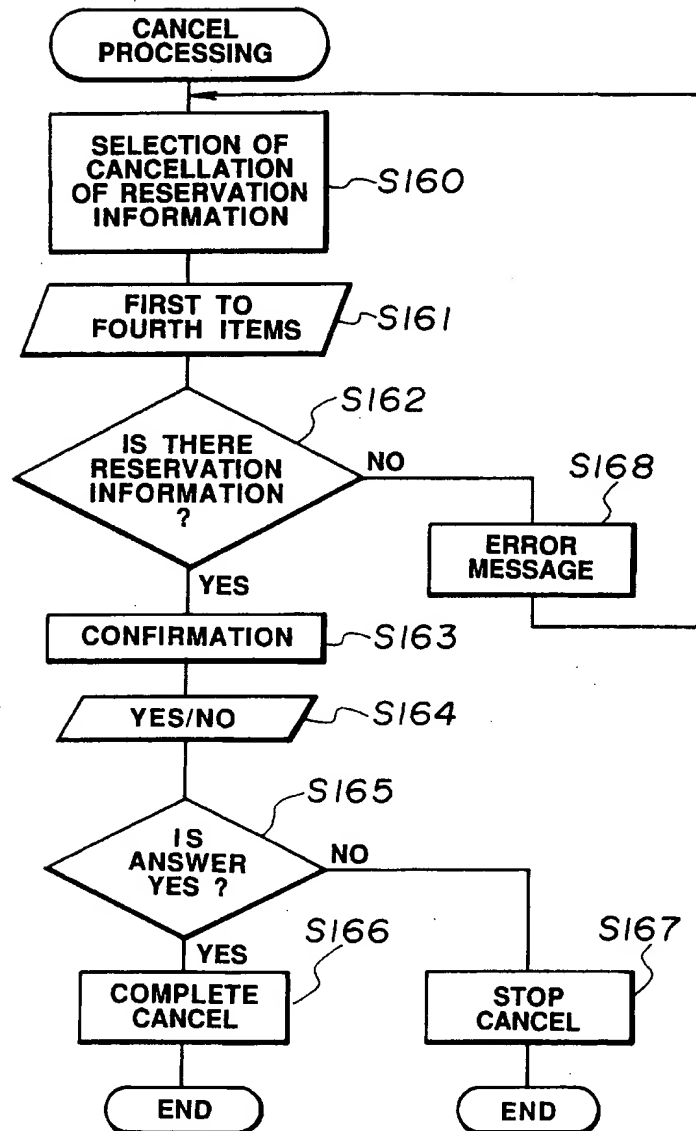 CANCEL
PROCESSING
SELECTION OF
CANCELLATION
OF RESERVATION
INFORMATION
S160
FIRST TO
FOURTH ITEMS
S161
S162
IS THERE
RESERVATION
INFORMATION
?
NO
YES
S168
ERROR
MESSAGE
CONFIRMATION
S163
YES/NO
S164
S165
IS
ANSWER
YES ?
NO
YES
S166
COMPLETE
CANCEL
S167
STOP
CANCEL
END
END